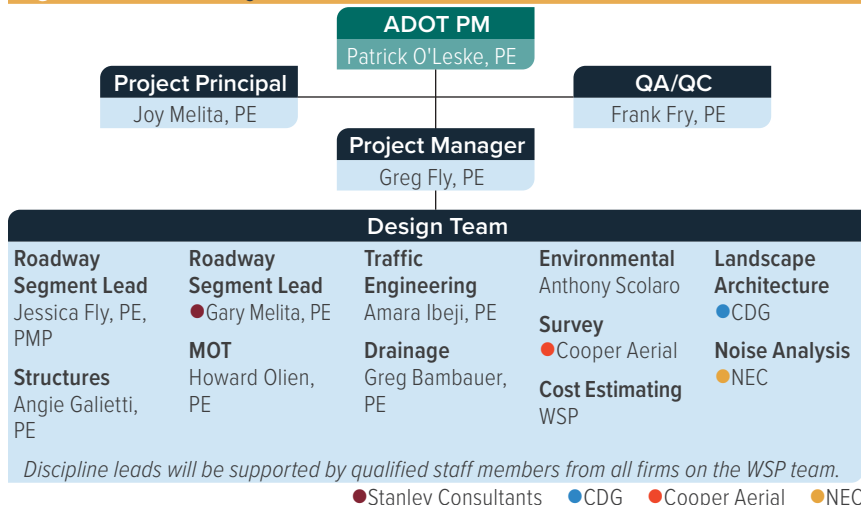 ADOT PM
Patrick O'Leske, PE
Project Principal
Joy Melita, PE
QA/QC
Frank Fry, PE
Project Manager
Greg Fly, PE
Design Team
Roadway
Segment Lead
Jessica Fly, PE,
PMP
Structures
Angie Galietti,
PE
Roadway
Segment Lead
Gary Melita, PE
MOT
Howard Olien,
PE
Traffic
Engineering
Amara Ibeji, PE
Drainage
Greg Bambauer,
PE
Environmental
Anthony Scolaro
Survey
Cooper Aerial
Cost Estimating
WSP
Landscape
Architecture
CDG
Noise Analysis
NEC
Discipline leads will be supported by qualified staff members from all firms on the WSP team.
Stanley Consultants CDG Cooper Aerial NEC